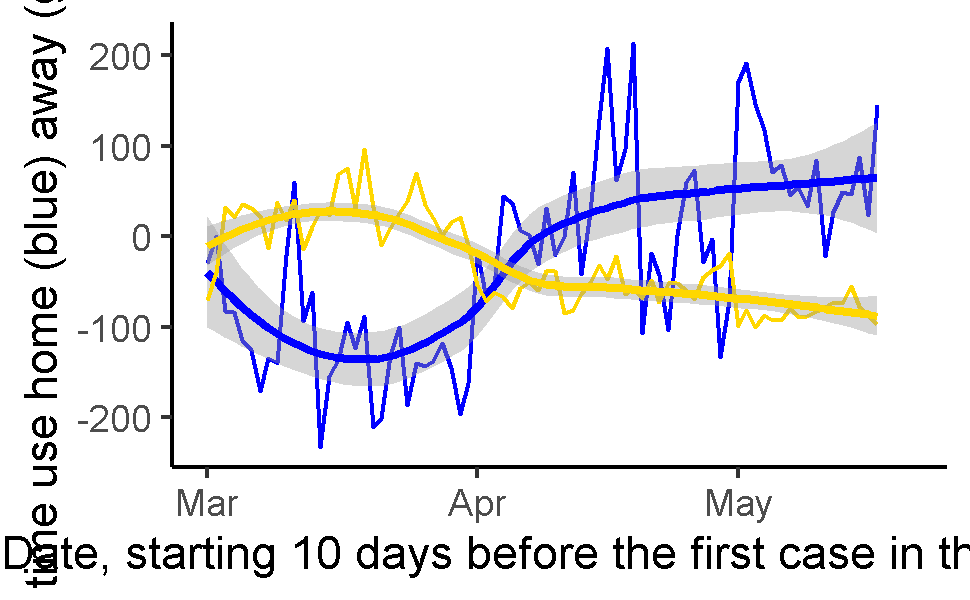 time use home (blue) away (
200
100
0
-100
-200
Mar Apr May
Date, starting 10 days before the first case in th